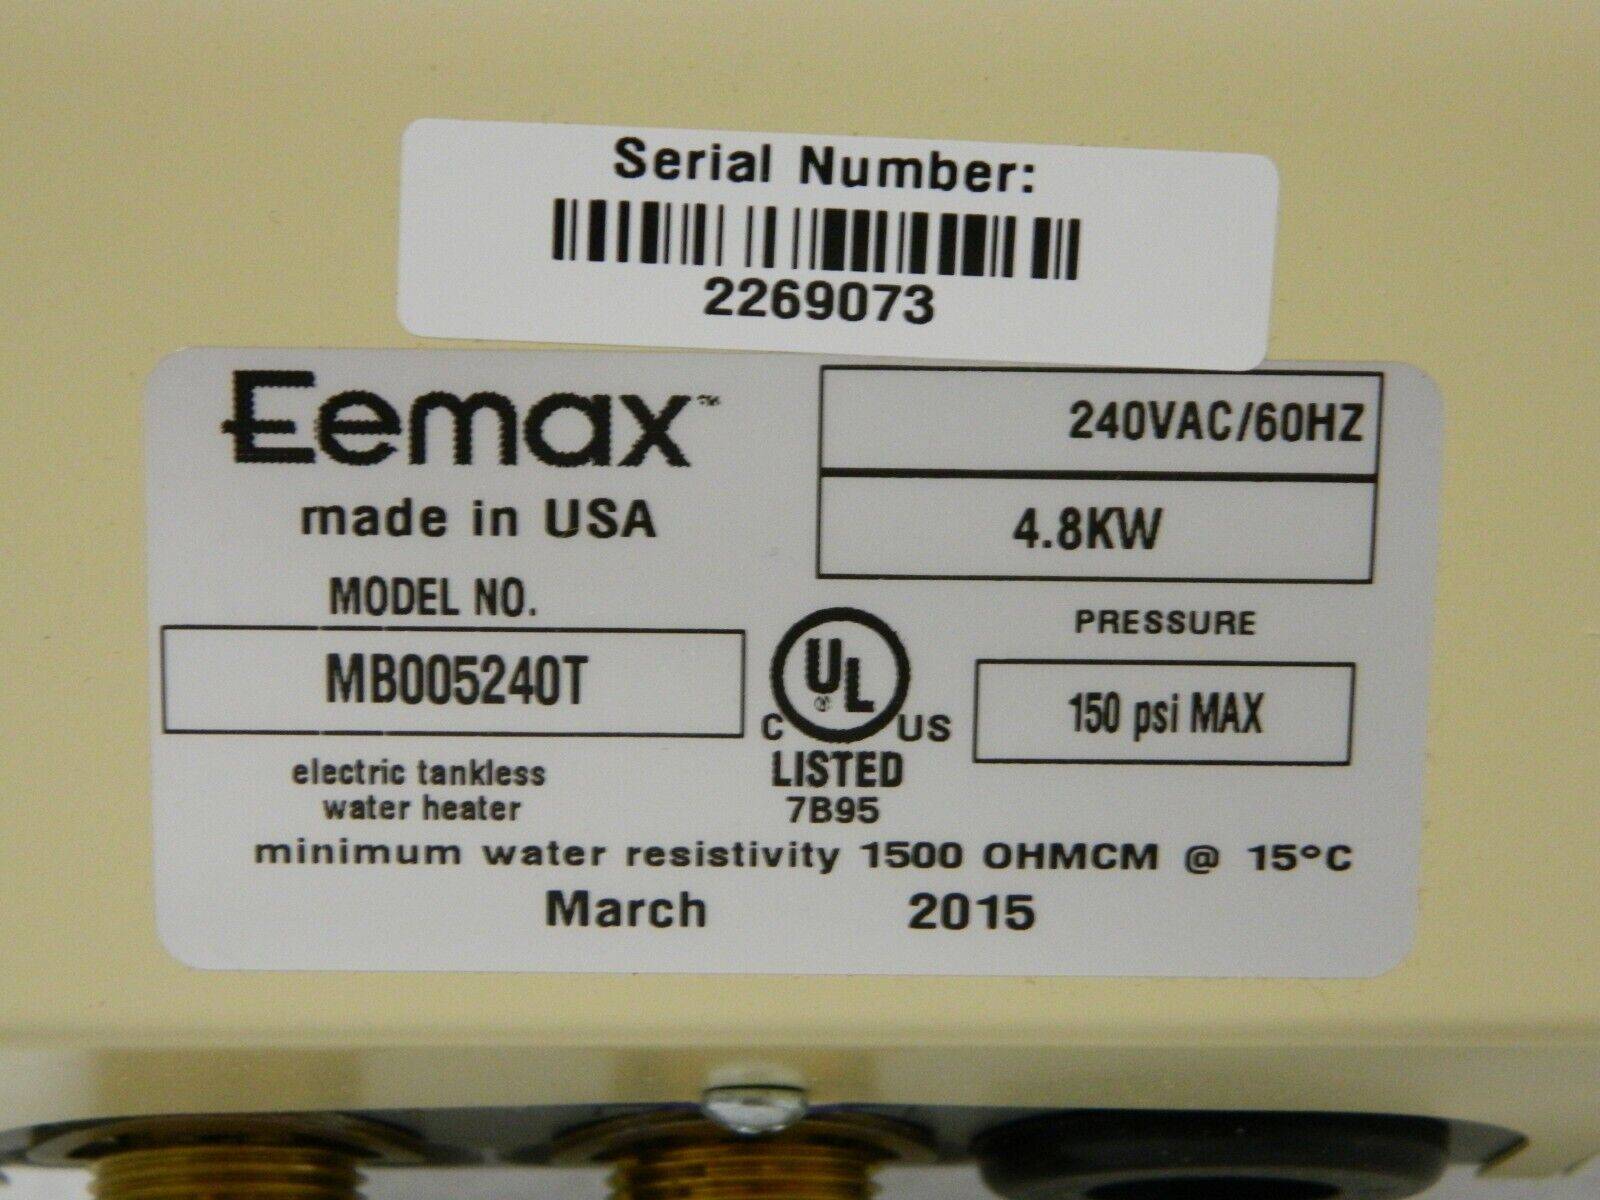 Serial Number:
2269073
Eemax™
made in USA
MODEL NO.
MB005240T
electric tankless
water heater
240VAC/60HZ
4.8KW
UL
C US
LISTED
7B95
PRESSURE
150 psi MAX
minimum water resistivity 1500 OHMCM @ 15°C
March 2015